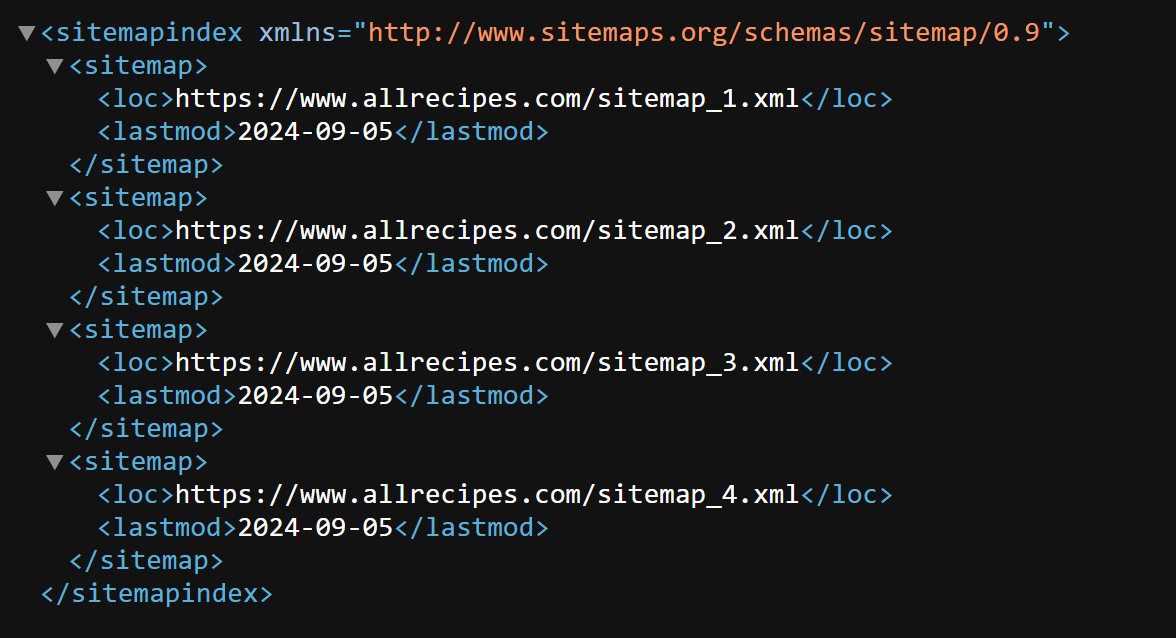 <sitemapindex xmlns="http://www.sitemaps.org/schemas/sitemap/0.9">
<sitemap>
<loc>https://www.allrecipes.com/sitemap_1.xml</loc>
<lastmod>2024-09-05</lastmod>
</sitemap>
<sitemap>
<loc>https://www.allrecipes.com/sitemap_2.xml</loc>
<lastmod>2024-09-05</lastmod>
</sitemap>
<sitemap>
<loc>https://www.allrecipes.com/sitemap_3.xml</loc>
<lastmod>2024-09-05</lastmod>
</sitemap>
<sitemap>
<loc>https://www.allrecipes.com/sitemap_4.xml</loc>
<lastmod>2024-09-05</lastmod>
</sitemap>
</sitemapindex>